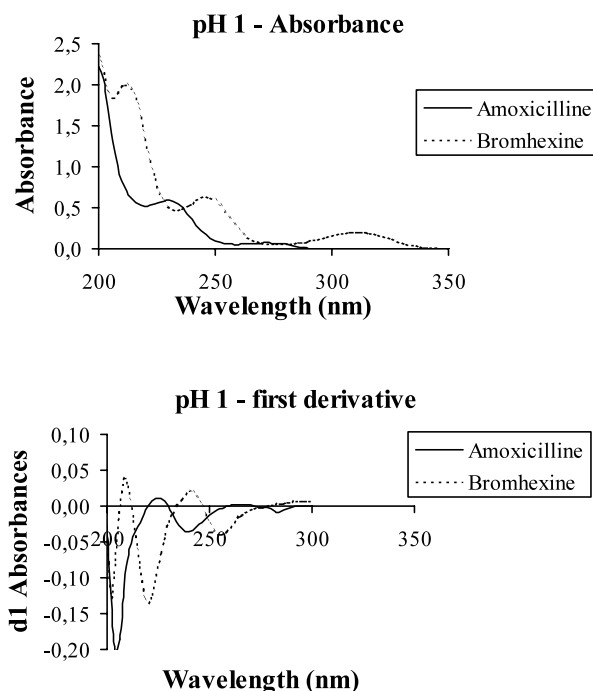 pH 1 - Absorbance
Absorbance
2,5
2,0
1,5
1,0
0,5
0,0
200
250
300
350
Wavelength (nm)
Amoxicilline
Bromhexine
pH 1 - first derivative
d1 Absorbances
0,10
0,05
0,00
-0,05
-0,10
-0,15
-0,20
200
250
300
350
Wavelength (nm)
Amoxicilline
Bromhexine